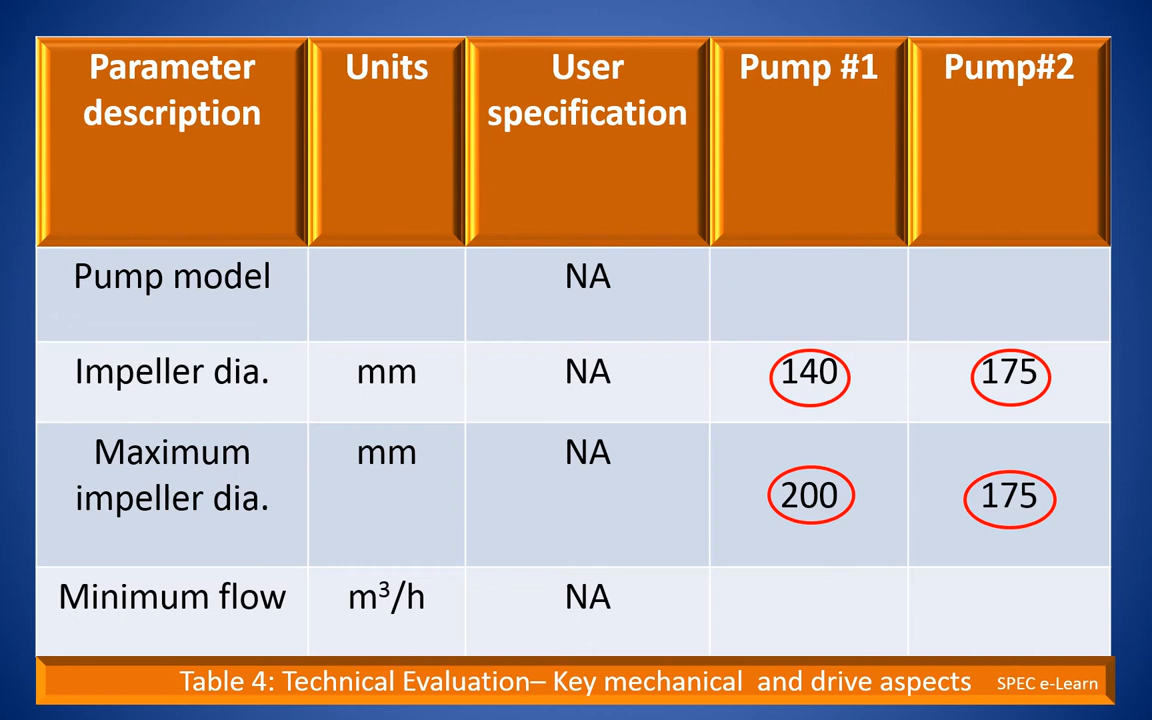 Parameter description | Units | User specification | Pump #1 | Pump#2
Pump model | | NA | |
Impeller dia. | mm | NA | 140 | 175
Maximum impeller dia. | mm | NA | 200 | 175
Minimum flow | m³/h | NA | |
Table 4: Technical Evaluation– Key mechanical and drive aspects SPEC e-Learn